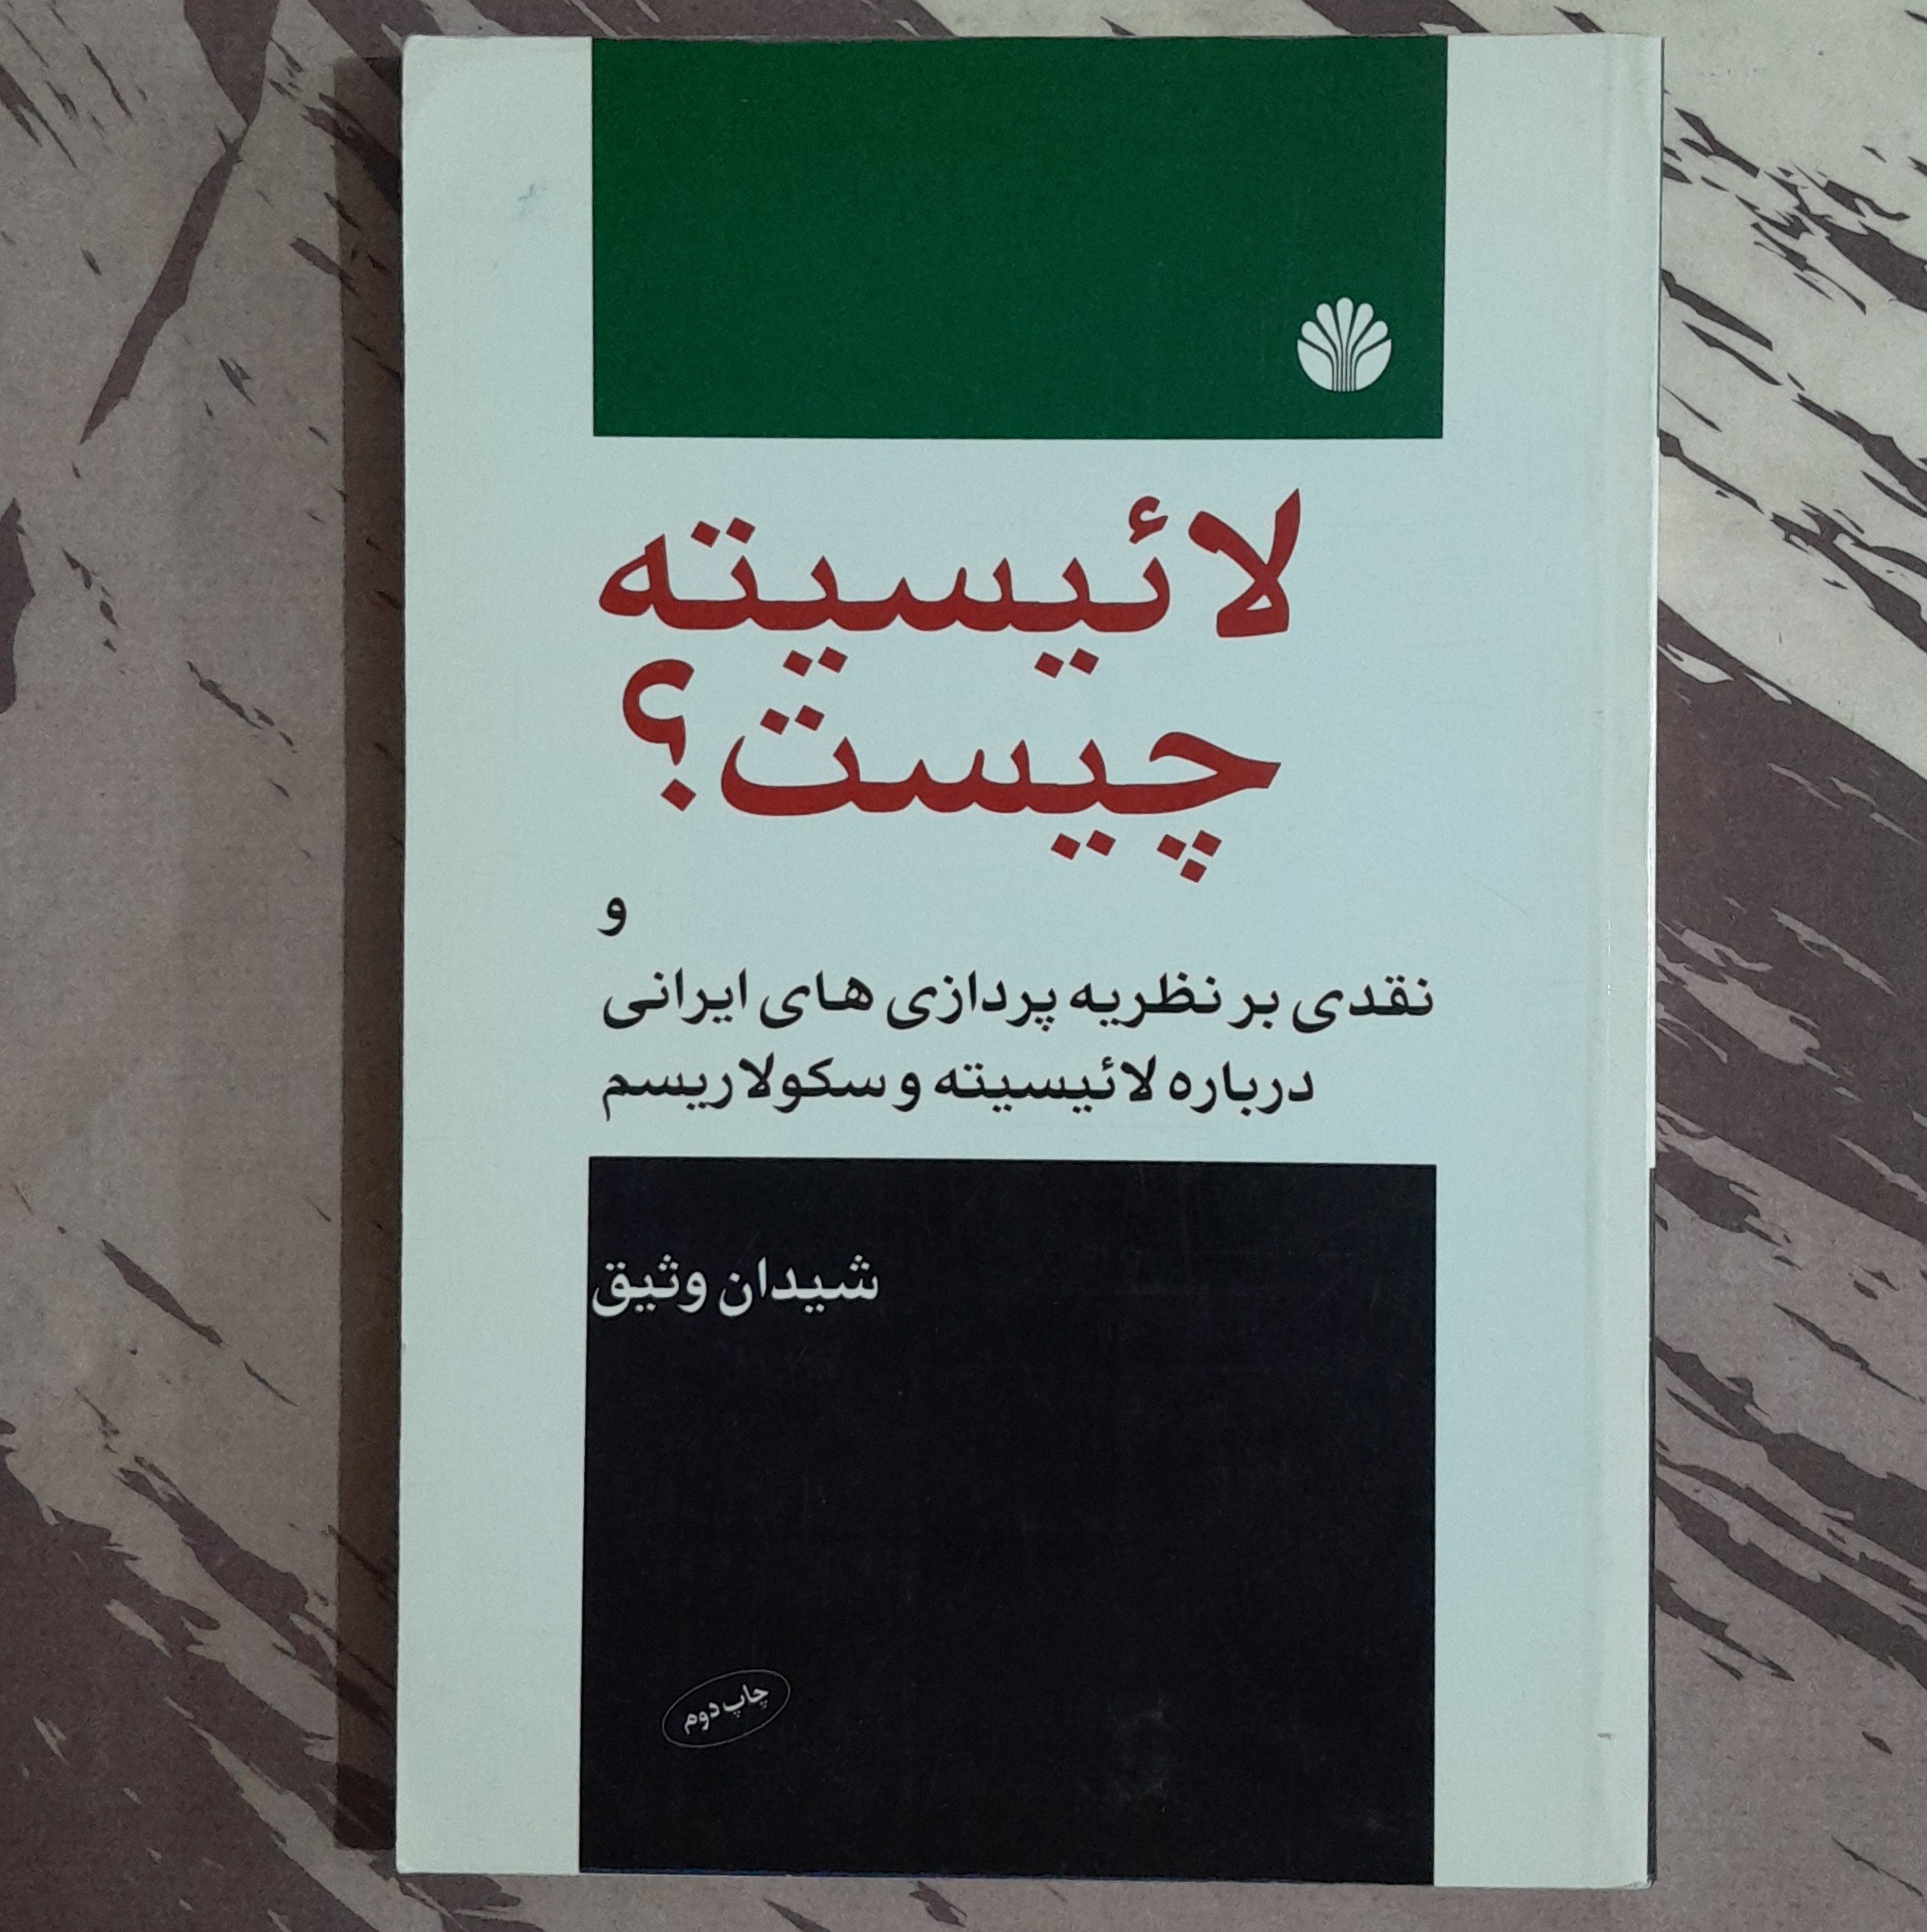 لائیسیته
چیست؟
و
نقدی بر نظریه پردازی های ایرانی
درباره لائیسیته و سکولاریسم
شیدان وثیق
چاپ دوم